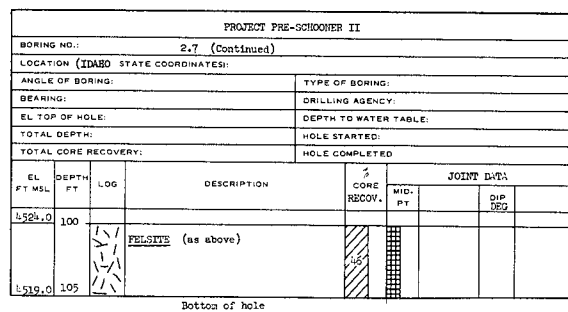 PROJECT PRE-SCHOONER II
BORING NO.: 2.7 (Continued)
LOCATION (IDAHO STATE COORDINATES):
ANGLE OF BORING: TYPE OF BORING:
BEARING: DRILLING AGENCY:
EL TOP OF HOLE: DEPTH TO WATER TABLE:
TOTAL DEPTH: HOLE STARTED:
TOTAL CORE RECOVERY: HOLE COMPLETED
EL FT MSL DEPTH FT LOG DESCRIPTION % CORE RECOV. JOINT DATA
MID. PT DIP DEG
4524.0 100
FELSITE (as above)
46
4519.0 105
Bottom of hole